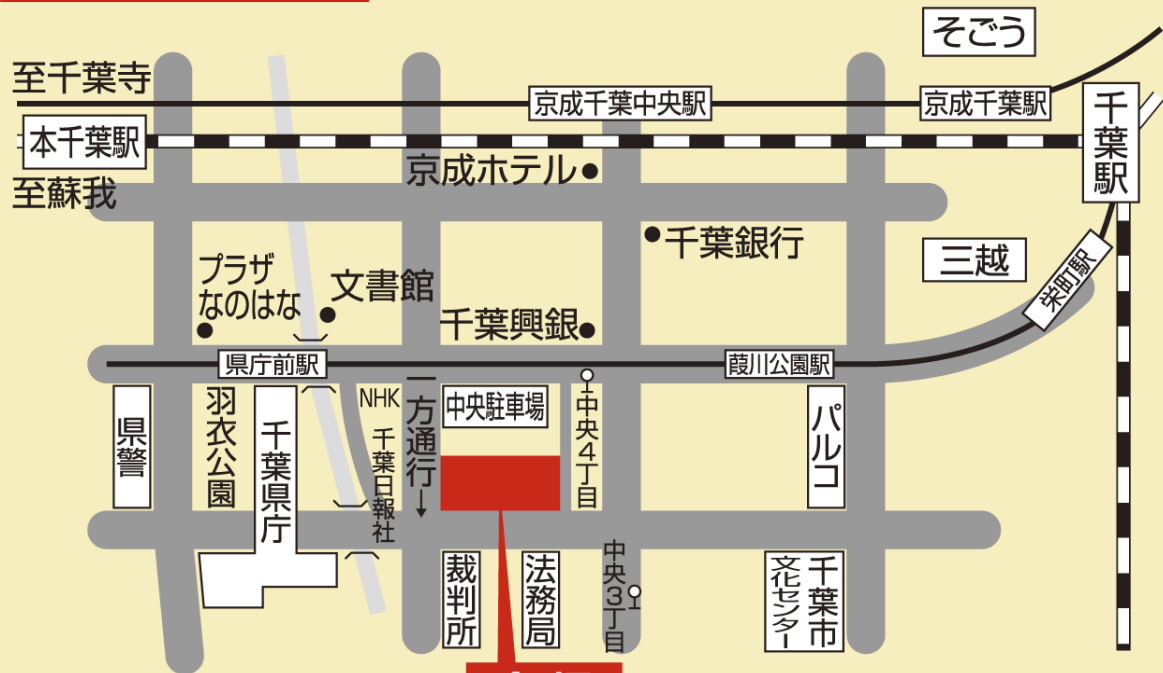 そごう
至千葉寺
京成千葉中央駅
京成千葉駅
千葉駅
本千葉駅
京成ホテル
至蘇我
千葉銀行
三越
プラザ
なのはな
文書館
栄町駅
千葉興銀
県庁前駅
葭川公園駅
県警
羽衣公園
千葉県庁
NHK
千葉日報社
一方通行→
中央駐車場
中央4丁目
パルコ
裁判所
法務局
中央3丁目
千葉市
文化センター